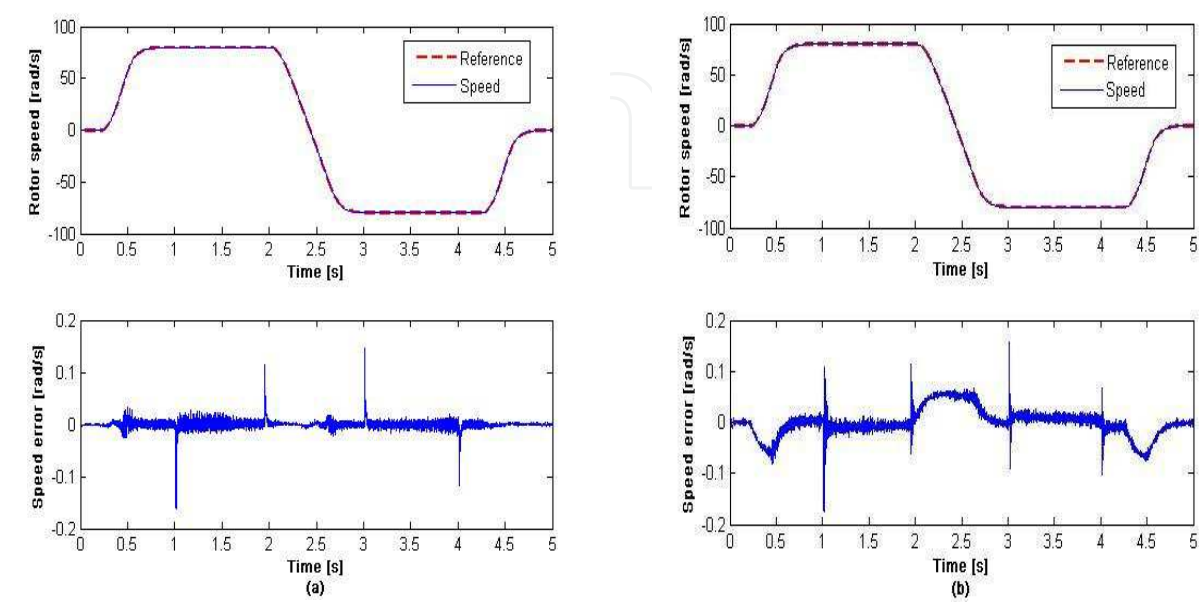 100
50
0
-50
-100
Rotor speed [rad/s]
Reference
Speed
0 0.5 1 1.5 2 2.5 3 3.5 4 4.5 5
Time [s]
0.2
0.1
0
-0.1
-0.2
Speed error [rad/s]
0 0.5 1 1.5 2 2.5 3 3.5 4 4.5 5
Time [s]
(a)
100
50
0
-50
-100
Rotor speed [rad/s]
Reference
Speed
0 0.5 1 1.5 2 2.5 3 3.5 4 4.5 5
Time [s]
0.2
0.1
0
-0.1
-0.2
Speed error [rad/s]
0 0.5 1 1.5 2 2.5 3 3.5 4 4.5 5
Time [s]
(b)